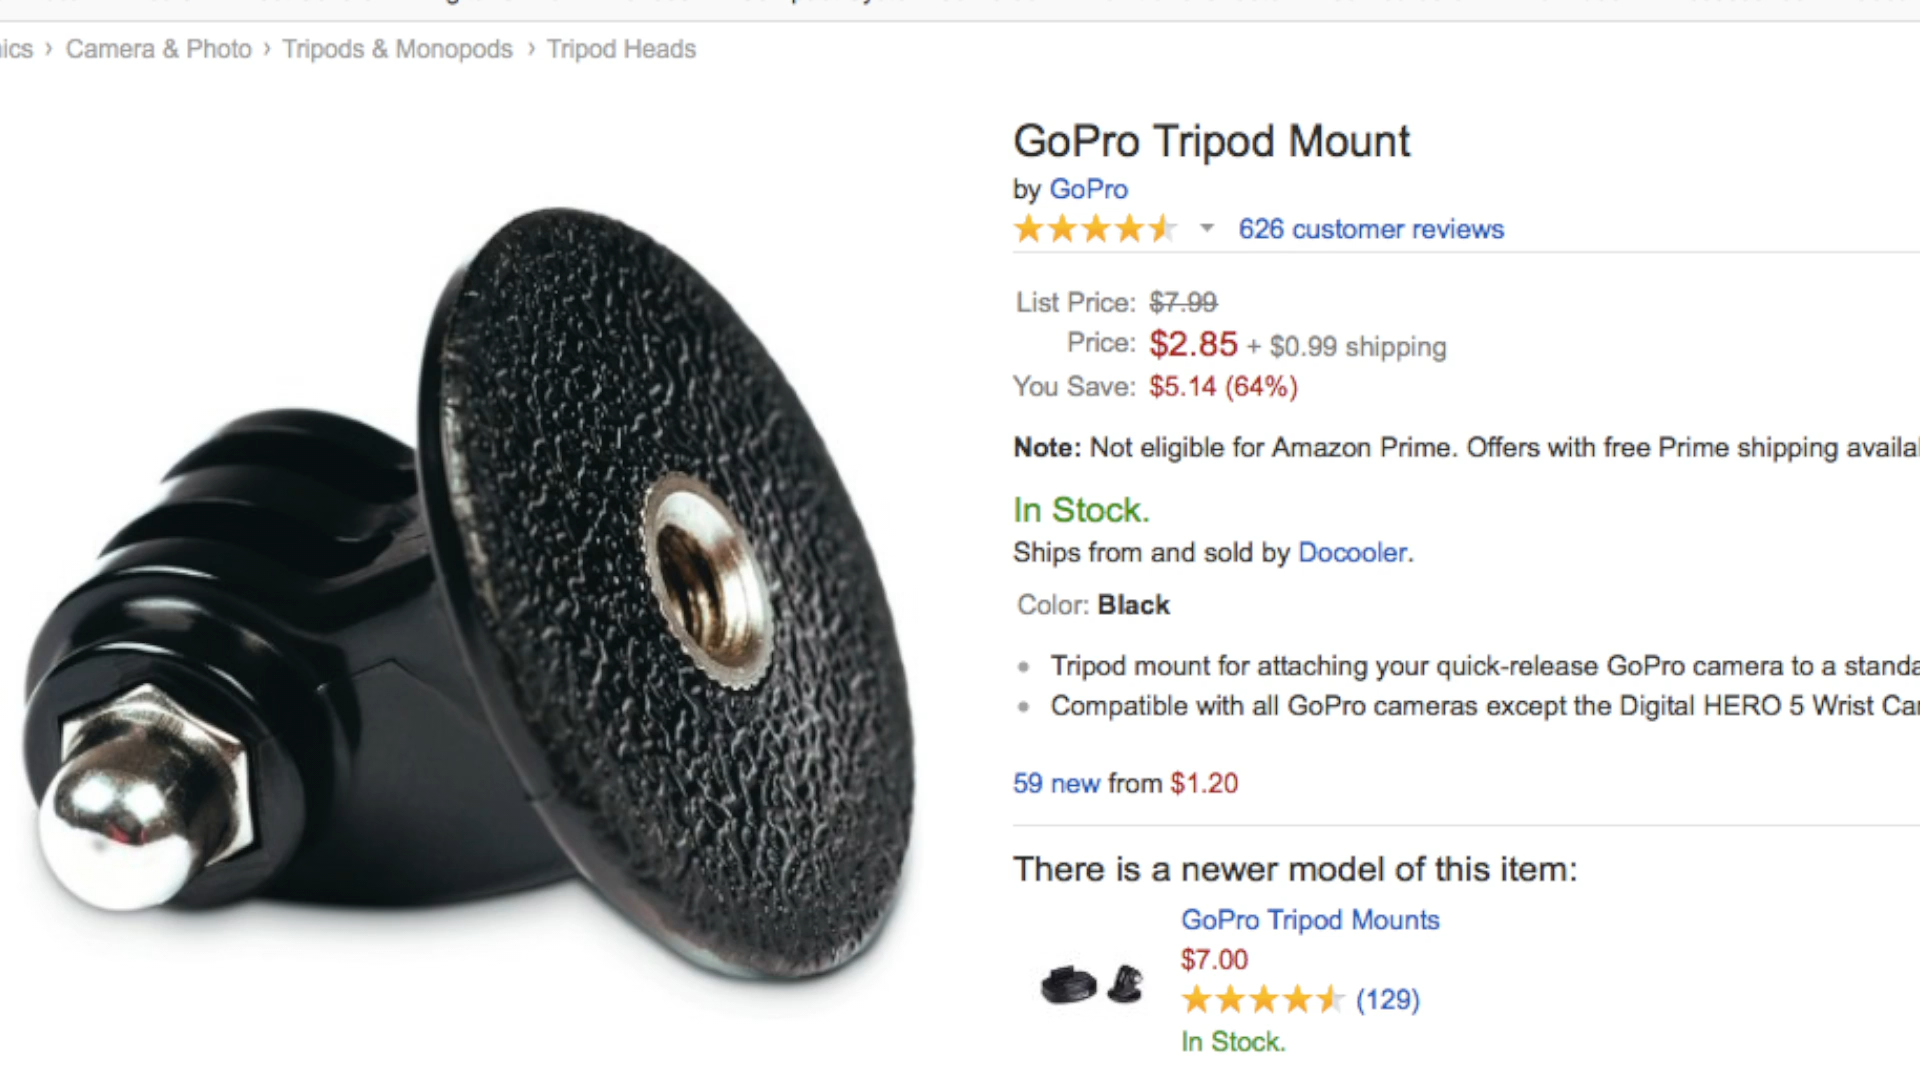 ics › Camera & Photo › Tripods & Monopods › Tripod Heads
GoPro Tripod Mount
by GoPro
626 customer reviews
List Price: $7.99
Price: $2.85 + $0.99 shipping
You Save: $5.14 (64%)
Note: Not eligible for Amazon Prime. Offers with free Prime shipping availa
In Stock.
Ships from and sold by Docooler.
Color: Black
Tripod mount for attaching your quick-release GoPro camera to a standa
Compatible with all GoPro cameras except the Digital HERO 5 Wrist Ca
59 new from $1.20
There is a newer model of this item:
GoPro Tripod Mounts
$7.00
(129)
In Stock.